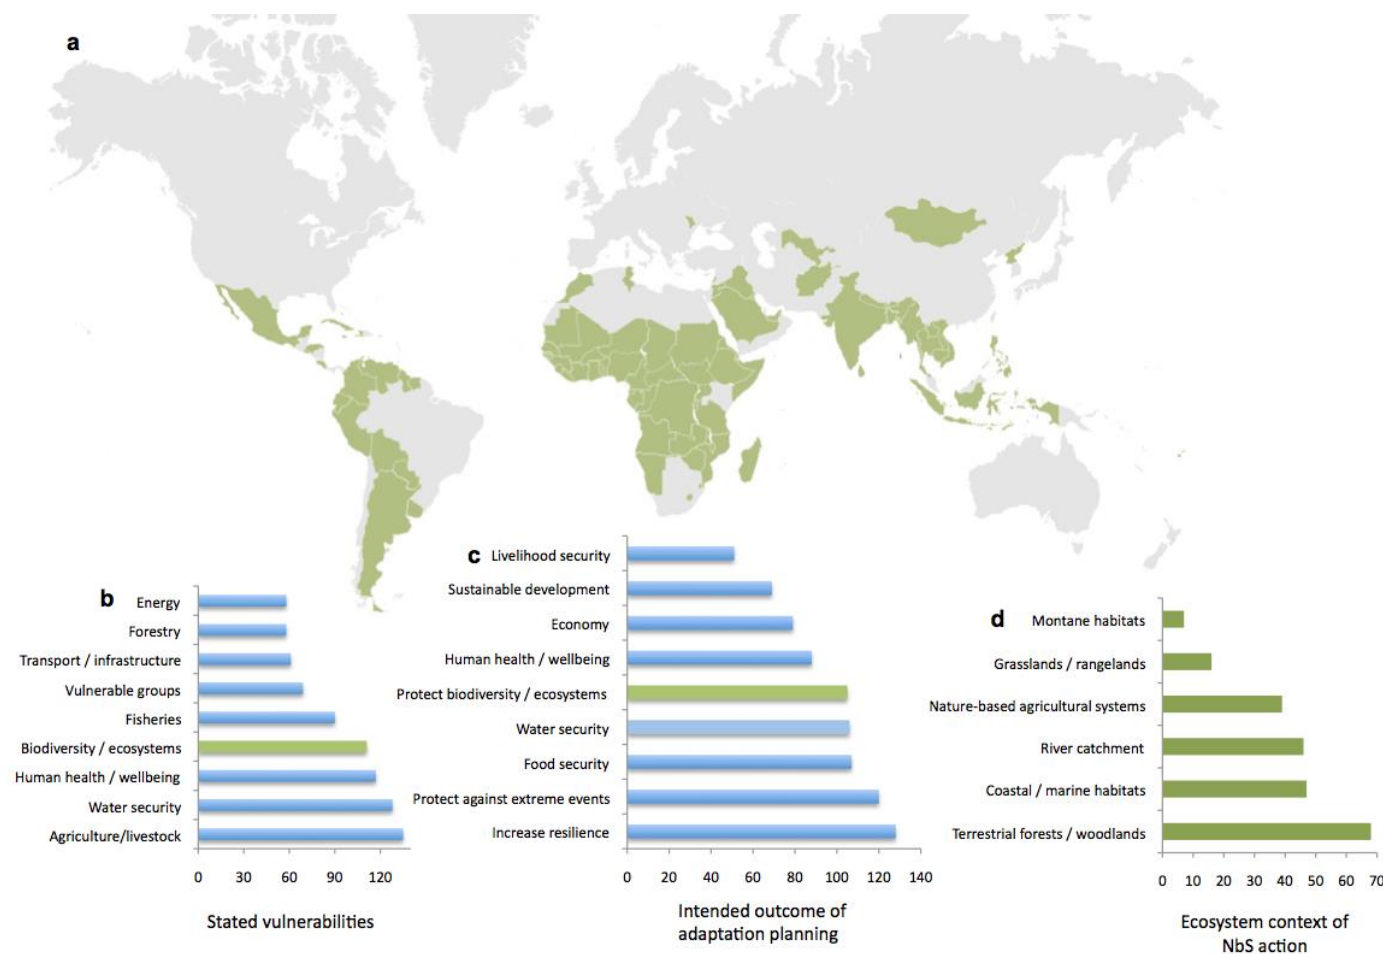 a
b
Energy
Forestry
Transport / infrastructure
Vulnerable groups
Fisheries
Biodiversity / ecosystems
Human health / wellbeing
Water security
Agriculture/livestock
0 30 60 90 120
Stated vulnerabilities
c
Livelihood security
Sustainable development
Economy
Human health / wellbeing
Protect biodiversity / ecosystems
Water security
Food security
Protect against extreme events
Increase resilience
0 20 40 60 80 100 120 140
Intended outcome of
adaptation planning
d
Montane habitats
Grasslands / rangelands
Nature-based agricultural systems
River catchment
Coastal / marine habitats
Terrestrial forests / woodlands
0 10 20 30 40 50 60 70
Ecosystem context of
NbS action